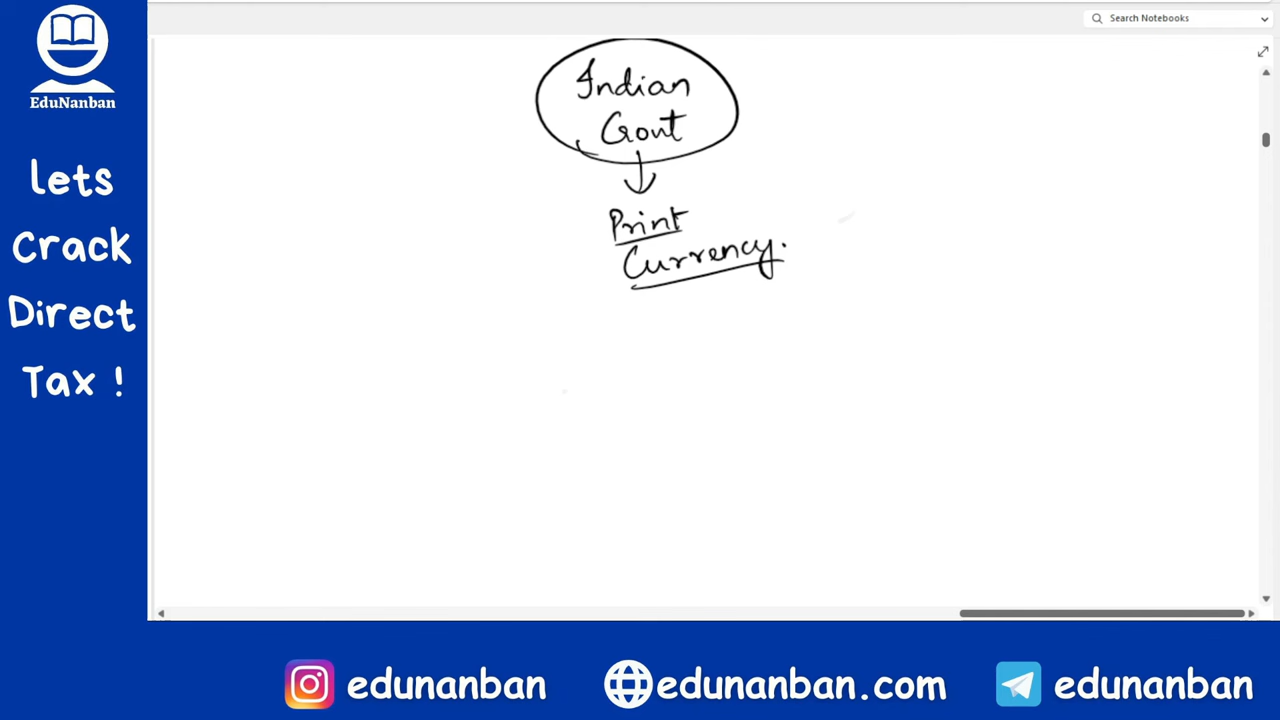 Search Notebooks
EduNanban
Lets
Crack
Direct
Tax !
Indian
Govt
Print
Currency.
edunanban
edunanban.com
edunanban